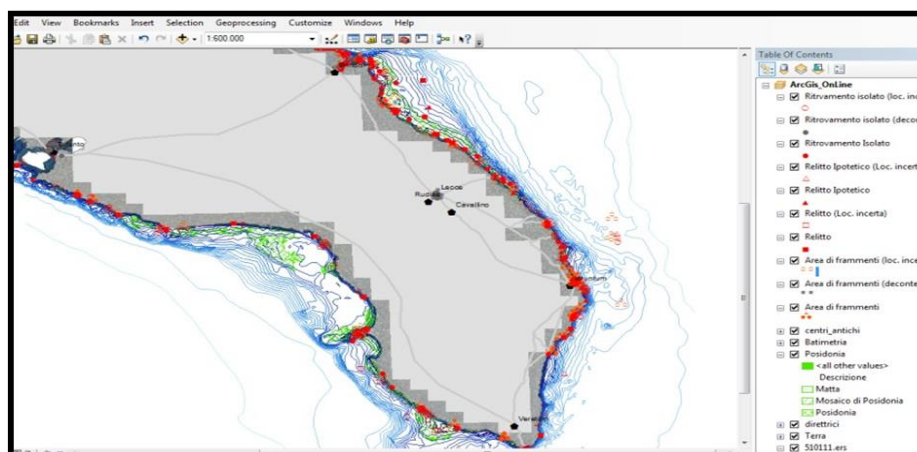 Edit View Bookmarks Insert Selection Geoprocessing Customize Windows Help
1:600.000
Table Of Contents
ArcGis_OnLine
Ritrvamento isolato (loc. inc
Ritrovamento isolato (decon
Ritrovamento Isolato
Relitto Ipotetico (Loc. incert
Relitto Ipotetico
Relitto (Loc. incerta)
Relitto
Area di frammenti (loc. ince
Area di frammenti (deconte
Area di frammenti
centri_antichi
Batimetria
Posidonia
<all other values>
Descrizione
Matta
Mosaico di Posidonia
Posidonia
direttrici
Terra
510111.ers
Lecce
Cavallino